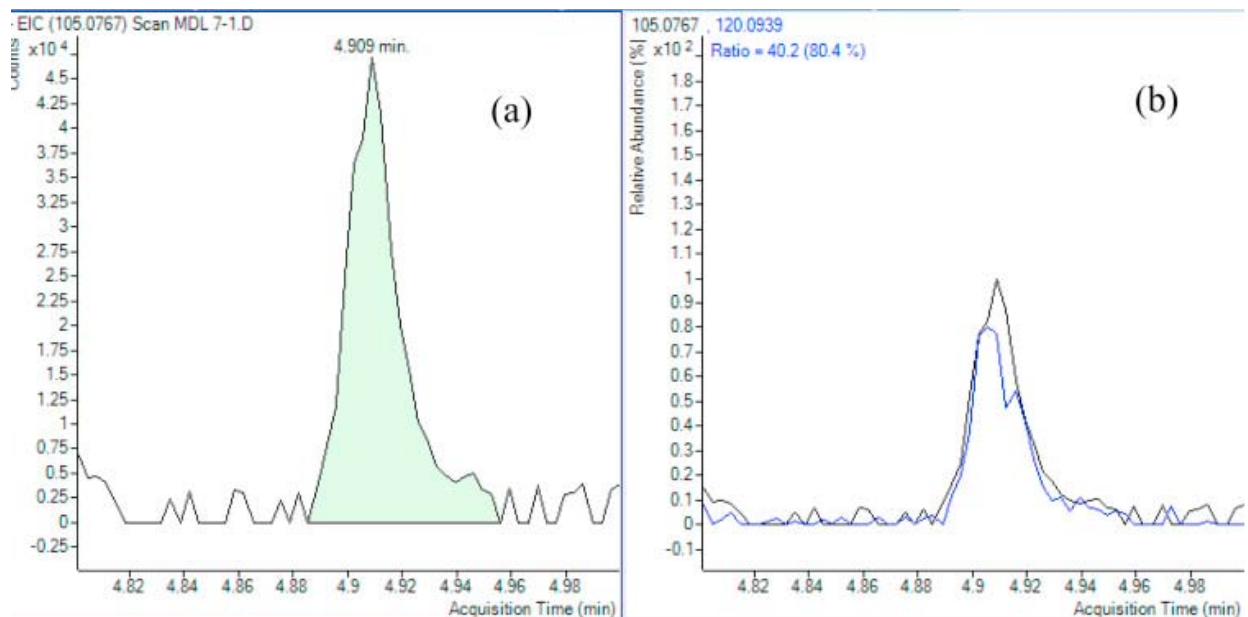 - EIC (105.0767) Scan MDL 7-1.D
Counts
x10 4
4.909 min.
(a)
4.5
4.25
4
3.75
3.5
3.25
3
2.75
2.5
2.25
2
1.75
1.5
1.25
1
0.75
0.5
0.25
0
-0.25
4.82 4.84 4.86 4.88 4.9 4.92 4.94 4.96 4.98
Acquisition Time (min)
105.0767 , 120.0939
Relative Abundance (%)
x10 2
Ratio = 40.2 (80.4 %)
(b)
1.8
1.7
1.6
1.5
1.4
1.3
1.2
1.1
1
0.9
0.8
0.7
0.6
0.5
0.4
0.3
0.2
0.1
0
-0.1
4.82 4.84 4.86 4.88 4.9 4.92 4.94 4.96 4.98
Acquisition Time (min)